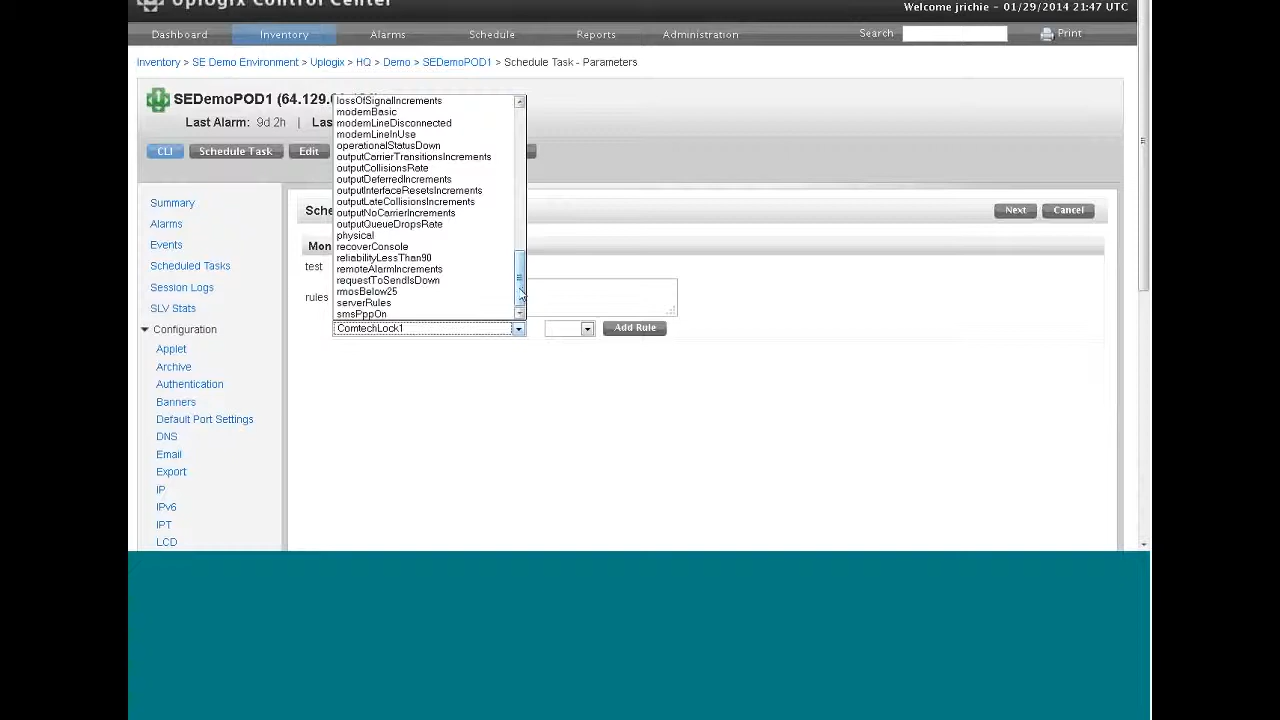 Uplogix Control Center
Welcome jrichie - 01/29/2014 21:47 UTC
Dashboard Inventory Alarms Schedule Reports Administration Search Print
Inventory > SE Demo Environment > Uplogix > HQ > Demo > SEDemoPOD1 > Schedule Task - Parameters
SEDemoPOD1 (64.129.0
Last Alarm: 9d 2h | Las
CLI Schedule Task Edit
lossOfSignalIncrements
modemBasic
modemLineDisconnected
modemLineInUse
operationalStatusDown
outputCarrierTransitionsIncrements
outputCollisionsRate
outputDeferredIncrements
outputInterfaceResetsIncrements
outputLateCollisionsIncrements
outputNoCarrierIncrements
outputQueueDropsRate
physical
recoverConsole
reliabilityLessThan90
remoteAlarmIncrements
requestToSendIsDown
rmosBelow25
serverRules
smsPppOn
ComtechLock1
Add Rule
Sche
Next Cancel
Mon
test
rules
Summary
Alarms
Events
Scheduled Tasks
Session Logs
SLV Stats
Configuration
Applet
Archive
Authentication
Banners
Default Port Settings
DNS
Email
Export
IP
IPv6
IPT
LCD